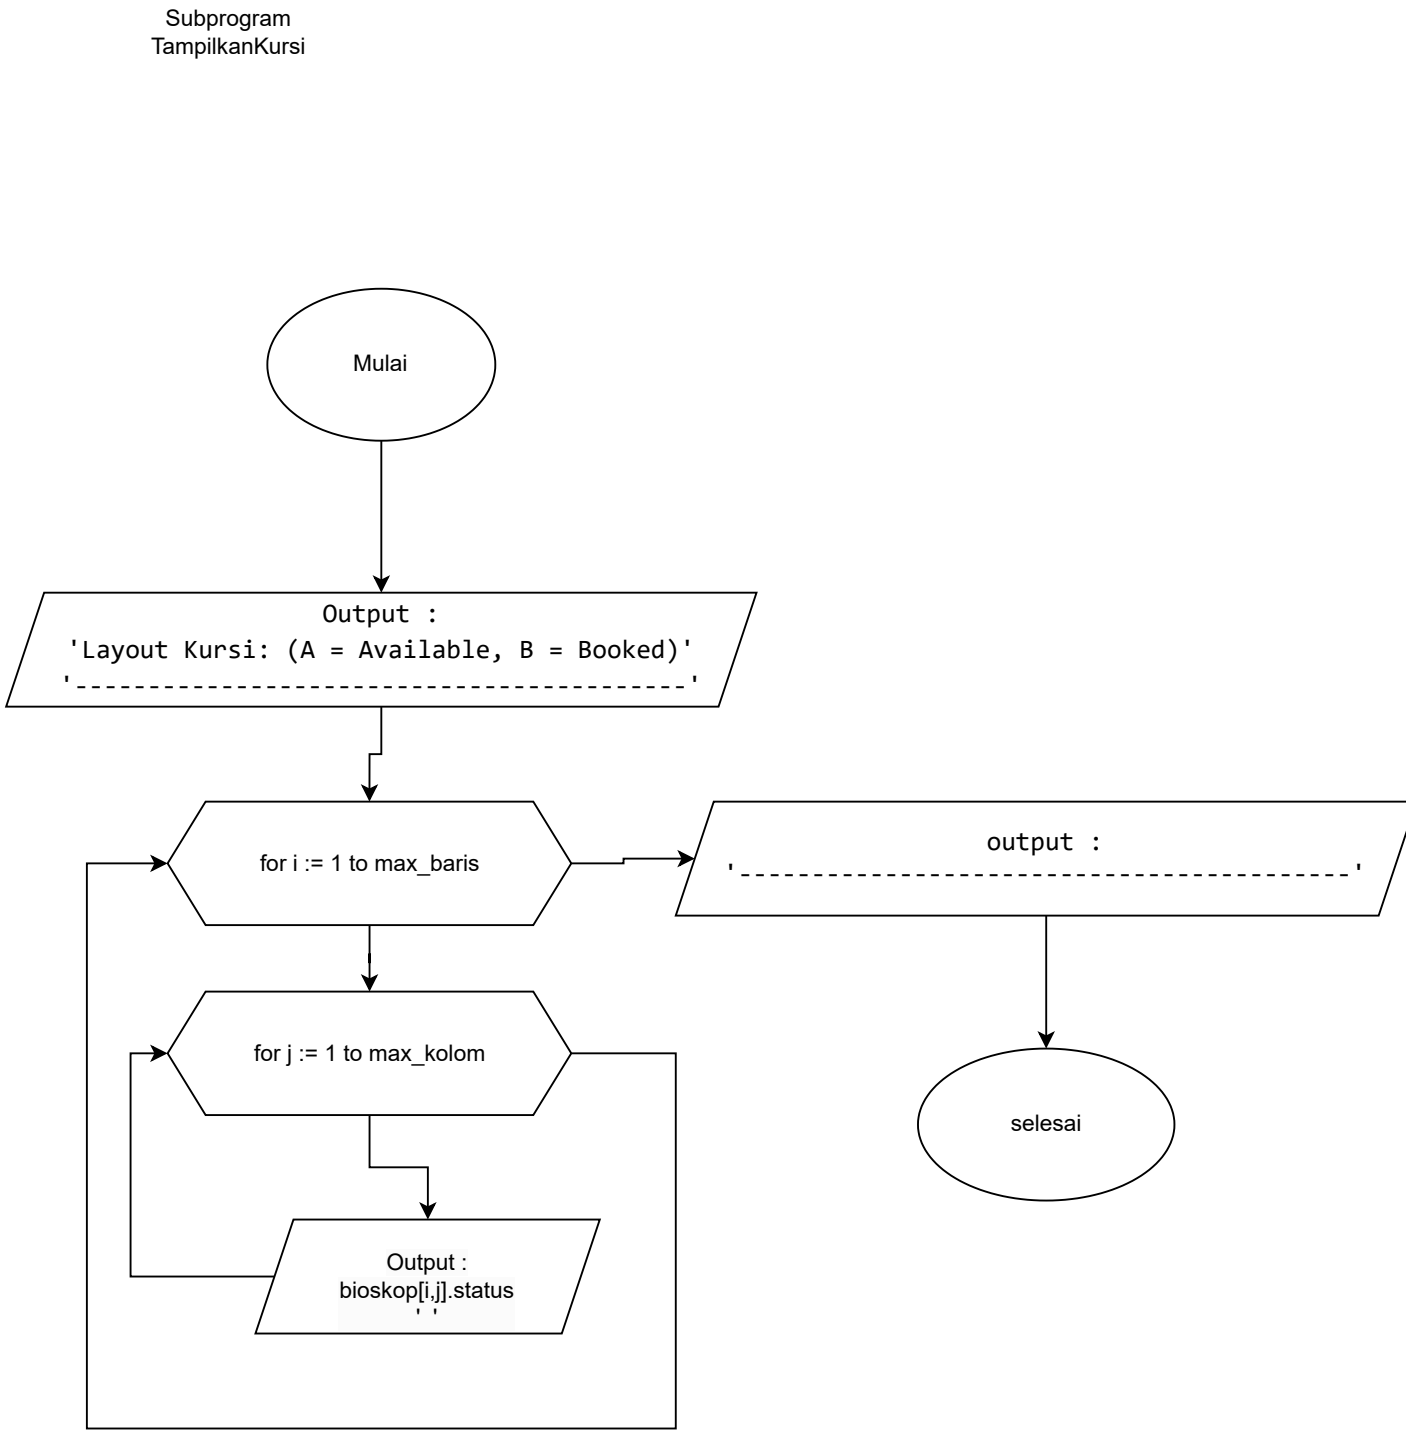 Subprogram
TampilkanKursi
Mulai
Output :
'Layout Kursi: (A = Available, B = Booked)'
'------------------------------------------'
for i := 1 to max_baris
output :
'------------------------------------------'
for j := 1 to max_kolom
selesai
Output :
bioskop[i,j].status
' '